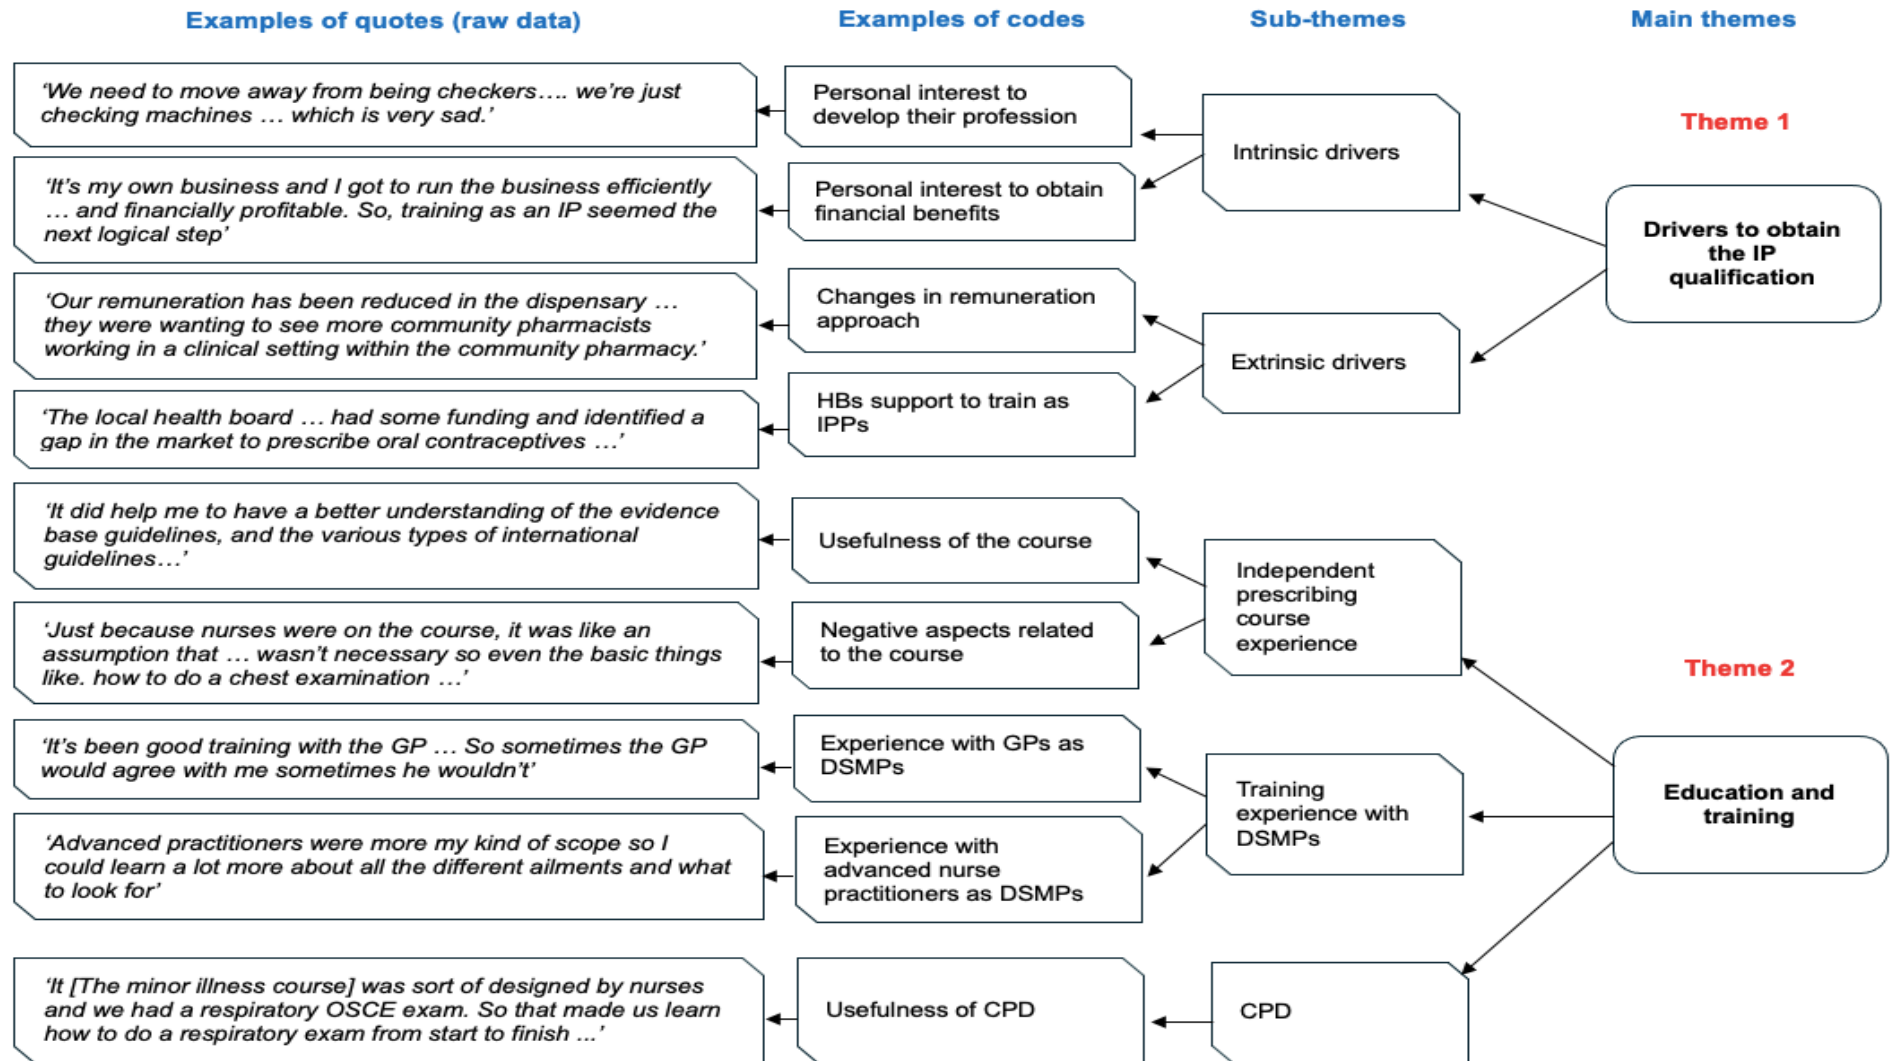 Examples of quotes (raw data)
Examples of codes
Sub-themes
Main themes
‘We need to move away from being checkers…. we’re just
checking machines … which is very sad.’
Personal interest to
develop their profession
‘It’s my own business and I got to run the business efficiently
… and financially profitable. So, training as an IP seemed the
next logical step’
Personal interest to obtain
financial benefits
Intrinsic drivers
‘Our remuneration has been reduced in the dispensary …
they were wanting to see more community pharmacists
working in a clinical setting within the community pharmacy.’
Changes in remuneration
approach
‘The local health board … had some funding and identified a
gap in the market to prescribe oral contraceptives …’
HBs support to train as
IPPs
Extrinsic drivers
Theme 1
Drivers to obtain
the IP
qualification
‘It did help me to have a better understanding of the evidence
base guidelines, and the various types of international
guidelines…’
Usefulness of the course
‘Just because nurses were on the course, it was like an
assumption that … wasn’t necessary so even the basic things
like. how to do a chest examination …’
Negative aspects related
to the course
Independent
prescribing
course
experience
‘It’s been good training with the GP … So sometimes the GP
would agree with me sometimes he wouldn’t’
Experience with GPs as
DSMPs
‘Advanced practitioners were more my kind of scope so I
could learn a lot more about all the different ailments and what
to look for’
Experience with
advanced nurse
practitioners as DSMPs
Training
experience with
DSMPs
‘It [The minor illness course] was sort of designed by nurses
and we had a respiratory OSCE exam. So that made us learn
how to do a respiratory exam from start to finish ...’
Usefulness of CPD
CPD
Theme 2
Education and
training